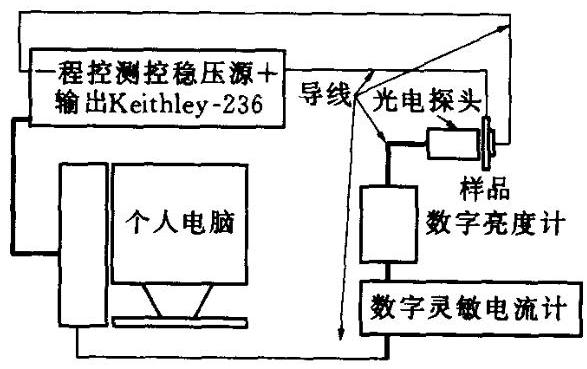 一程控测控稳压源+
输出Keithley-236
导线
光电探头
样品
个人电脑
数字亮度计
数字灵敏电流计